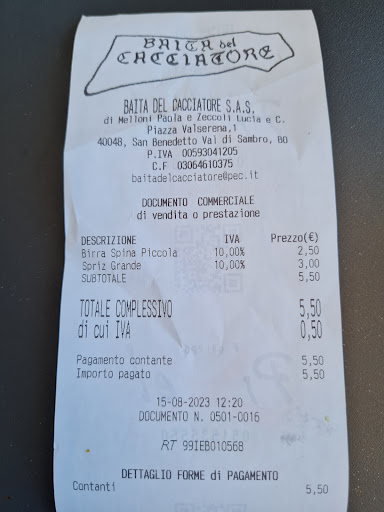 BAITA del
CACCIATORE
BAITA DEL CACCIATORE S.A.S.
di Melloni Paola e Zeccoli Lucia e C.
Piazza Valserena,1
40048, San Benedetto Val di Sambro, BO
P.IVA 00593041205
C.F 03064610375
baitadelcacciatore@pec.it
DOCUMENTO COMMERCIALE
di vendita o prestazione
DESCRIZIONE IVA Prezzo(€)
Birra Spina Piccola 10,00% 2,50
Spriz Grande 10,00% 3,00
SUBTOTALE 5,50
TOTALE COMPLESSIVO 5,50
di cui IVA 0,50
Pagamento contante 5,50
Importo pagato 5,50
15-08-2023 12:20
DOCUMENTO N. 0501-0016
RT 99IEB010568
DETTAGLIO FORME di PAGAMENTO
Contanti 5,50